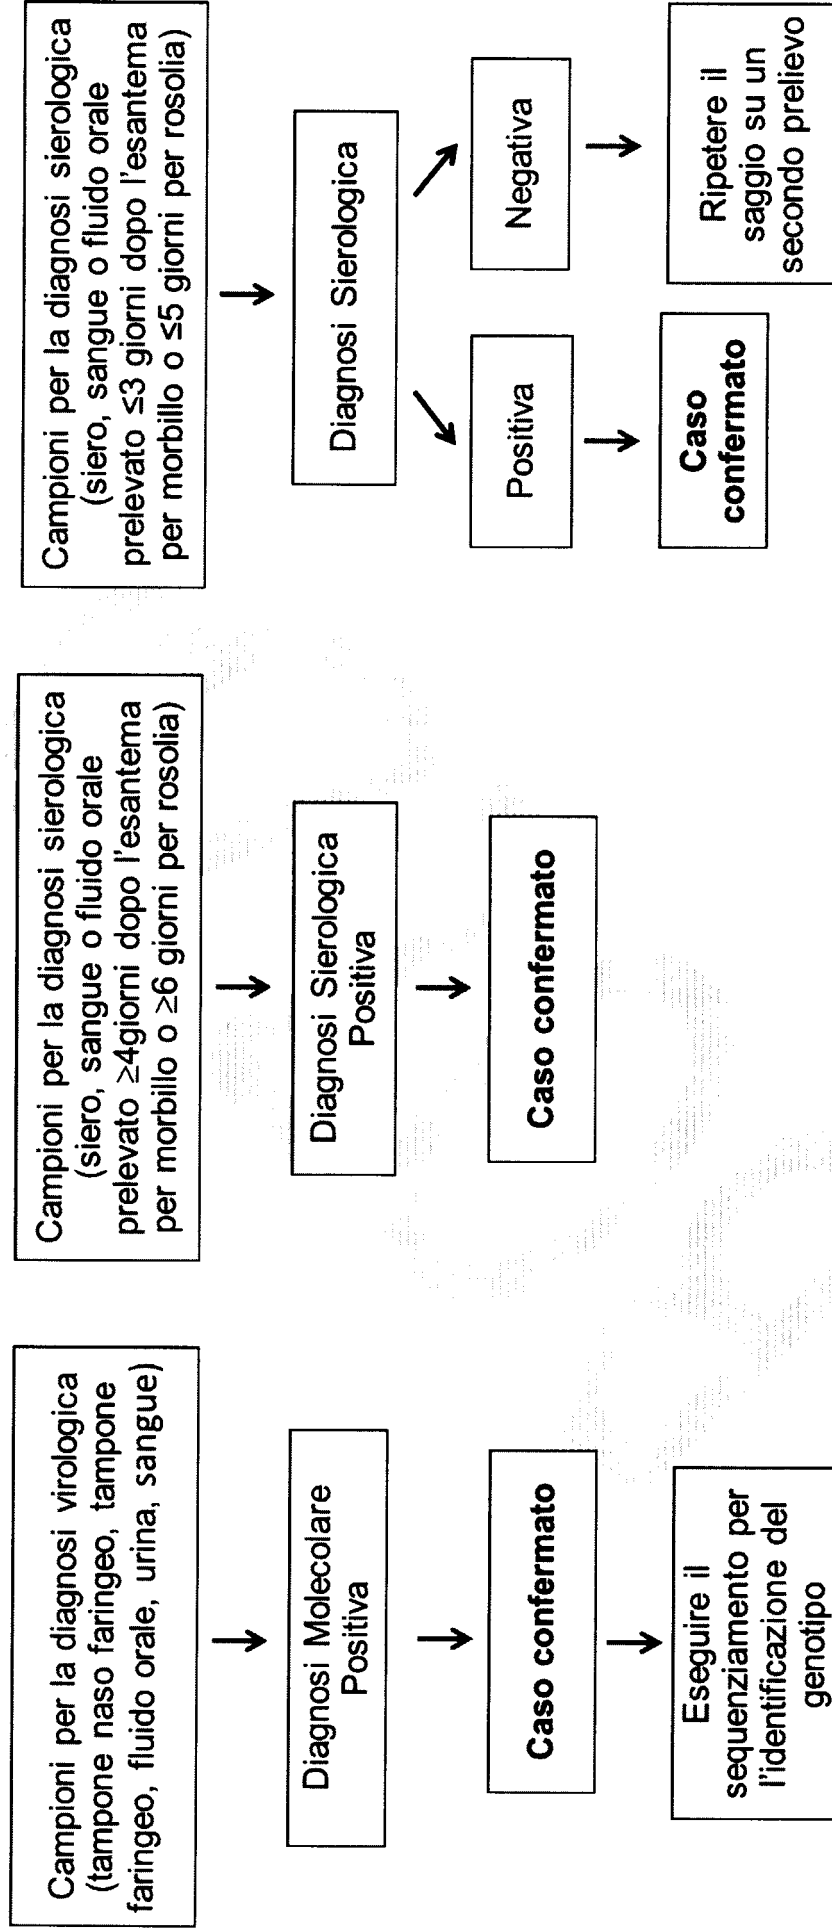 Campioni per la diagnosi virologica
(tampone naso faringeo, tampone
faringeo, fluido orale, urina, sangue)
Diagnosi Molecolare
Positiva
Caso confermato
Eseguire il
sequenziamento per
l'identificazione del
genotipo
Campioni per la diagnosi sierologica
(siero, sangue o fluido orale
prelevato ≥4giorni dopo l'esantema
per morbillo o ≥6 giorni per rosolia)
Diagnosi Sierologica
Positiva
Caso confermato
Campioni per la diagnosi sierologica
(siero, sangue o fluido orale
prelevato ≤3 giorni dopo l'esantema
per morbillo o ≤5 giorni per rosolia)
Diagnosi Sierologica
Positiva
Caso
confermato
Negativa
Ripetere il
saggio su un
secondo prelievo